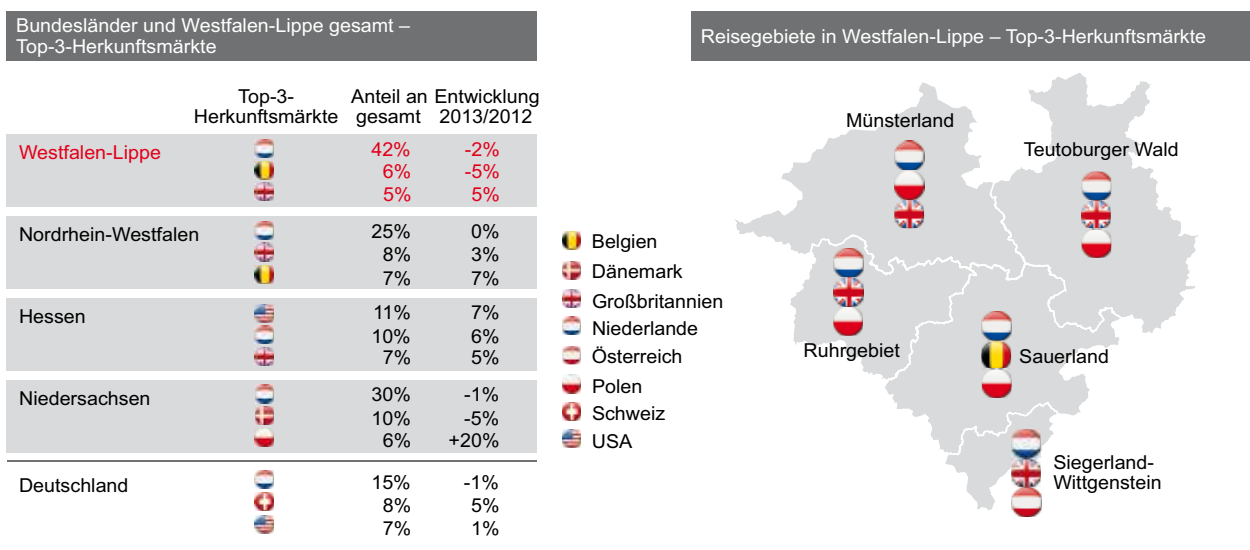 Bundesländer und Westfalen-Lippe gesamt –
Top-3-Herkunftsmärkte
Top-3-
Herkunftsmärkte
Anteil an
gesamt
Entwicklung
2013/2012
Westfalen-Lippe
42% -2%
6% -5%
5% 5%
Nordrhein-Westfalen
25% 0%
8% 3%
7% 7%
Hessen
11% 7%
10% 6%
7% 5%
Niedersachsen
30% -1%
10% -5%
6% +20%
Deutschland
15% -1%
8% 5%
7% 1%
Belgien
Dänemark
Großbritannien
Niederlande
Österreich
Polen
Schweiz
USA
Reisegebiete in Westfalen-Lippe – Top-3-Herkunftsmärkte
Münsterland
Teutoburger Wald
Ruhrgebiet
Sauerland
Siegerland-
Wittgenstein